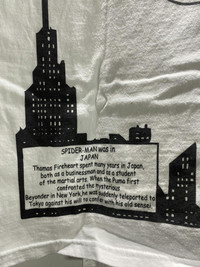 SPIDER-MAN was in
JAPAN
Thomas Fireheart spent many years in Japan,
both as a businessman and as a student
of the martial arts. When the Puma first
confronted the mysterious
Beyonder in New York, he was suddenly teleported to
Tokyo against his will to confer with his old sensei